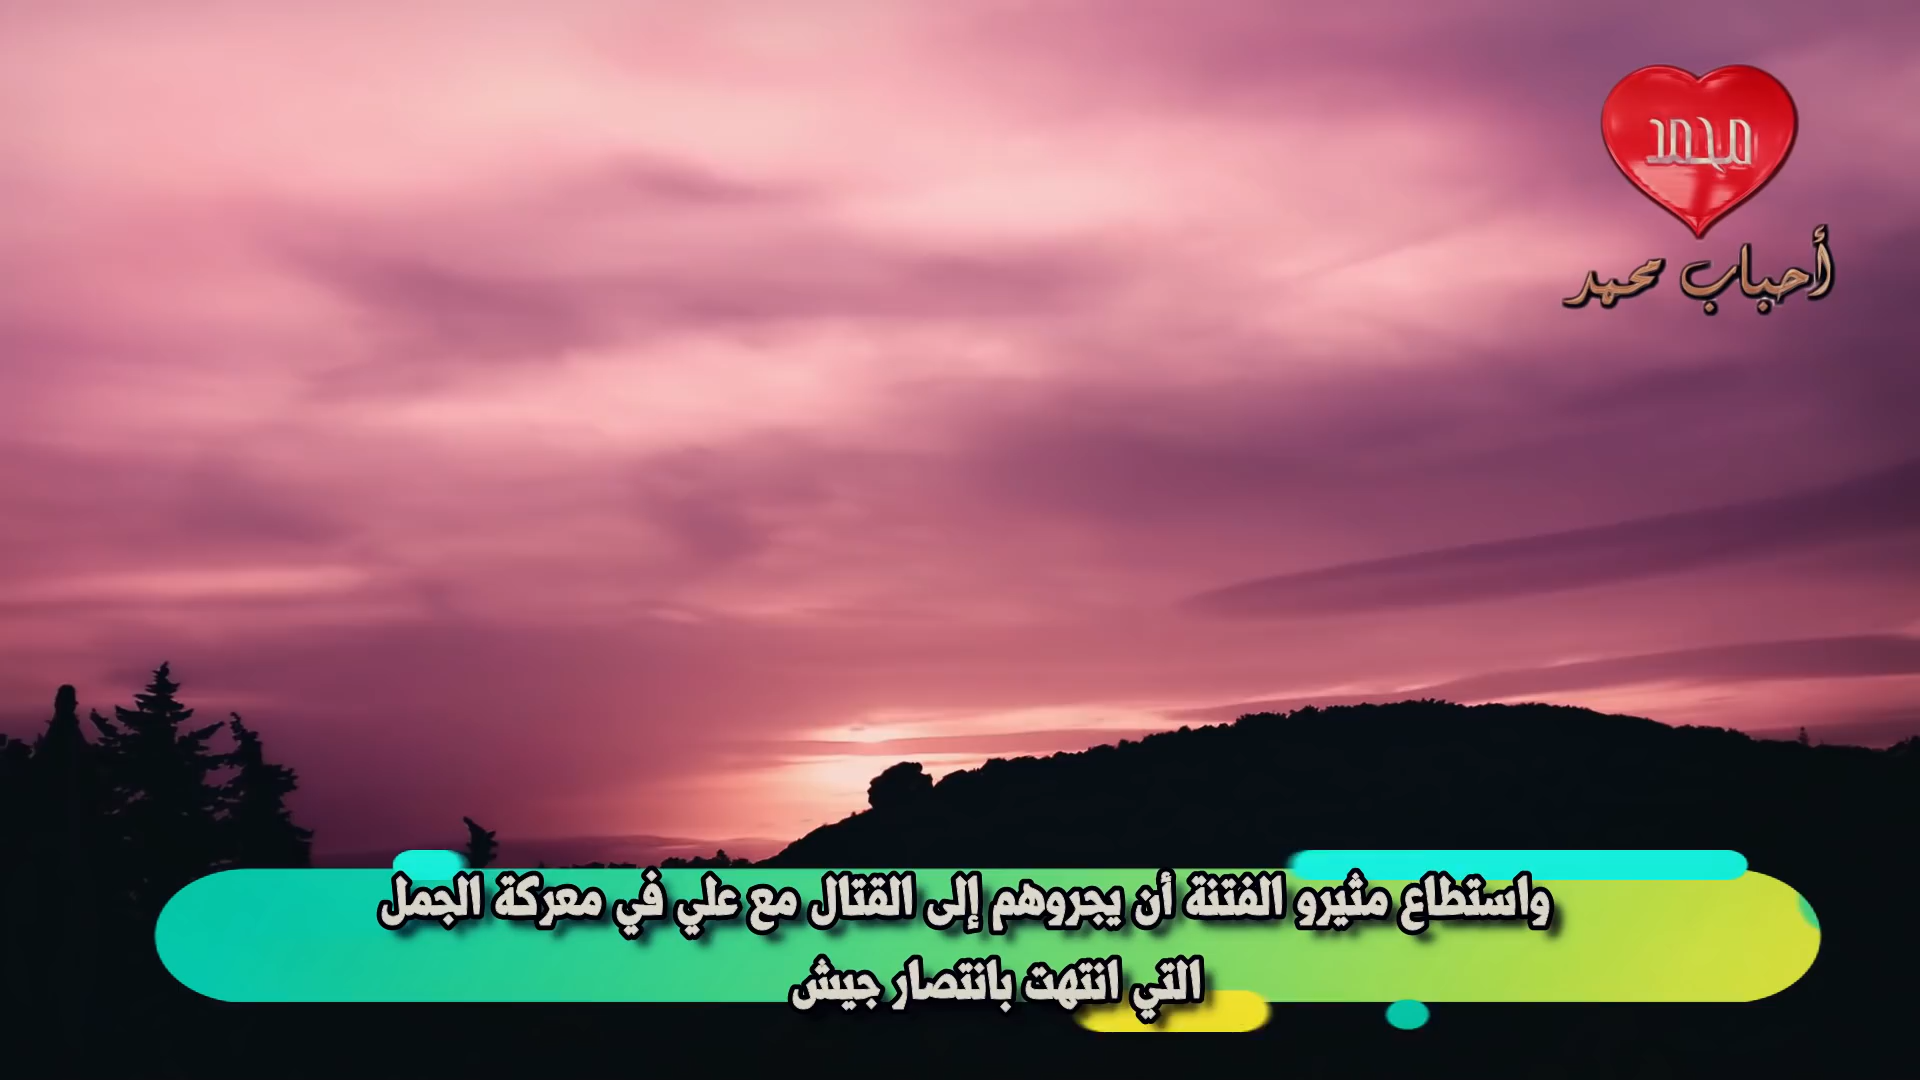 محمد
أحباب محمد
واستطاع مثيرو الفتنة أن يجروهم إلى القتال مع علي في معركة الجمل
التي انتهت بانتصار جيش